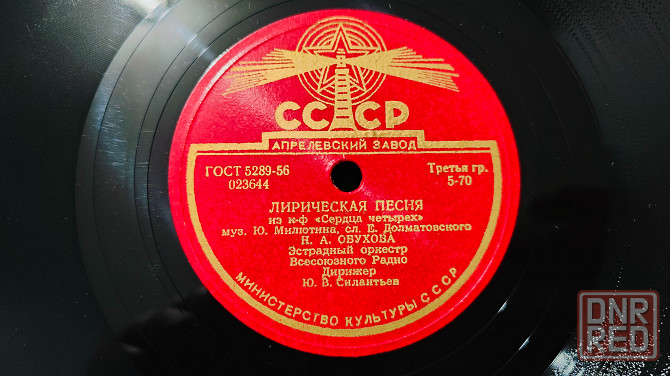 СССР
АПРЕЛЕВСКИЙ ЗАВОД
ГОСТ 5289-56
023644
Третья гр.
5-70
ЛИРИЧЕСКАЯ ПЕСНЯ
из к-ф «Сердца четырех»
муз. Ю. Милютина, сл. Е. Долматовского
Н. А. ОБУХОВА
Эстрадный оркестр
Всесоюзного Радио
Дирижер
Ю. В. Силантьев
МИНИСТЕРСТВО КУЛЬТУРЫ СССР
DNR
RED